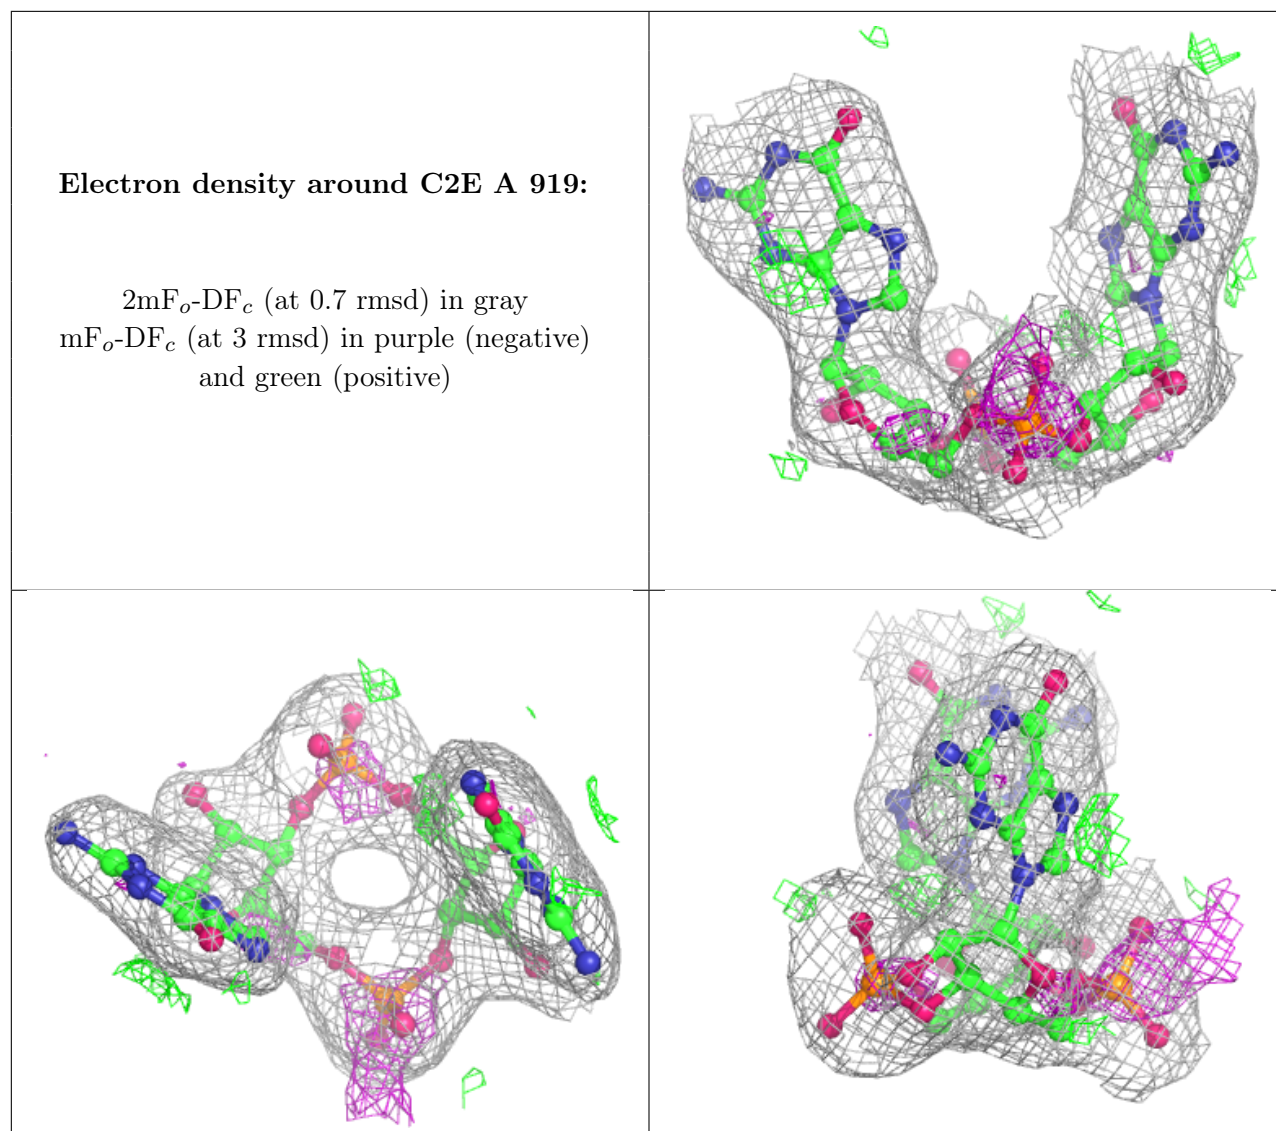 Electron density around C2E A 919:
2mFo-DFc (at 0.7 rmsd) in gray
mFo-DFc (at 3 rmsd) in purple (negative)
and green (positive)